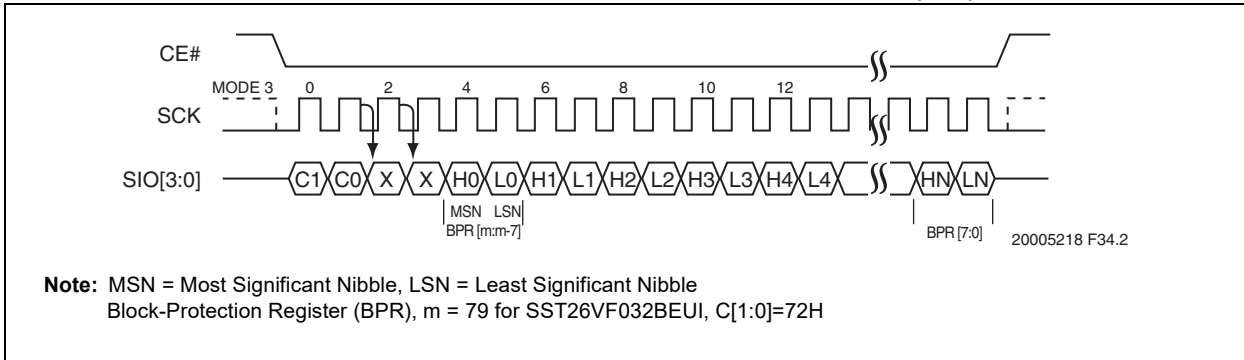 CE#
MODE 3 0 2 4 6 8 10 12
SCK
SIO[3:0] C1 C0 X X H0 L0 H1 L1 H2 L2 H3 L3 H4 L4 HN LN
MSN LSN
BPR [m:m-7] BPR [7:0]
20005218 F34.2
Note: MSN = Most Significant Nibble, LSN = Least Significant Nibble
Block-Protection Register (BPR), m = 79 for SST26VF032BEUI, C[1:0]=72H